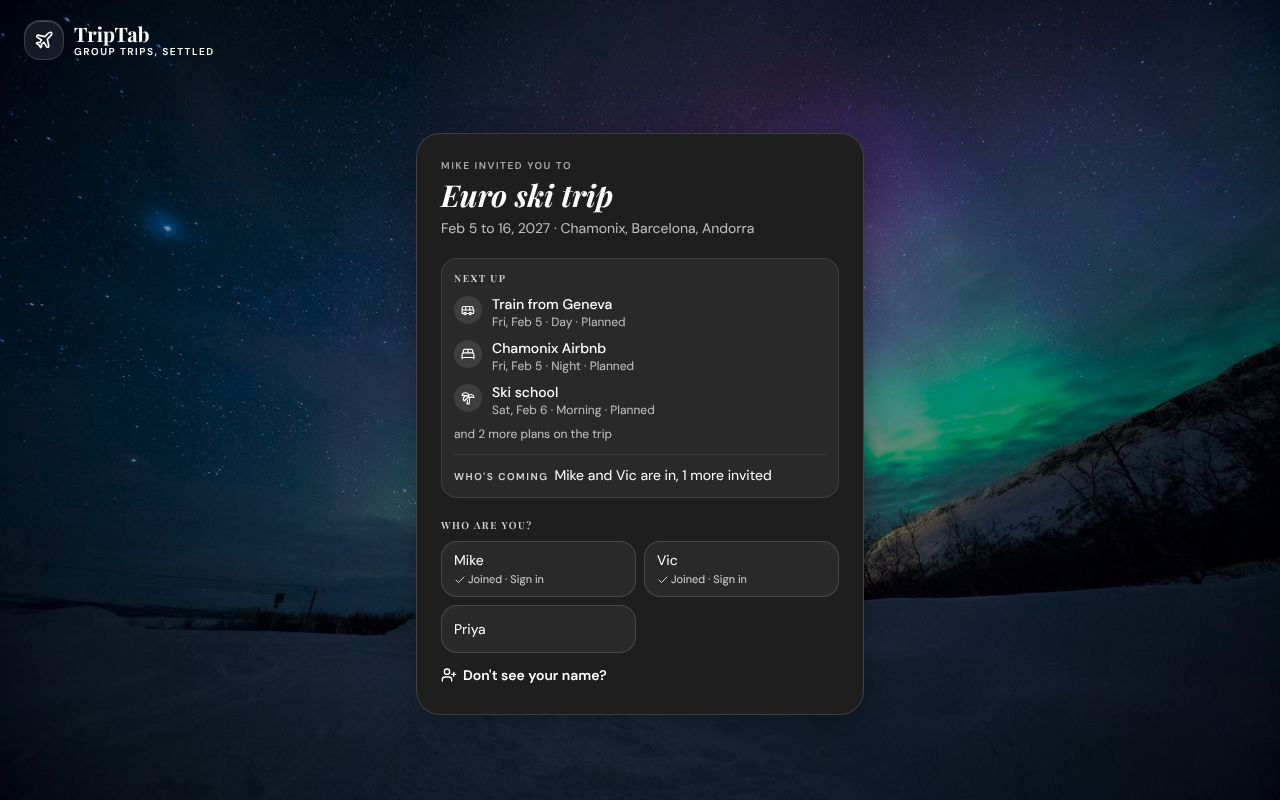 TripTab
GROUP TRIPS, SETTLED
MIKE INVITED YOU TO
Euro ski trip
Feb 5 to 16, 2027 · Chamonix, Barcelona, Andorra
NEXT UP
Train from Geneva
Fri, Feb 5 · Day · Planned
Chamonix Airbnb
Fri, Feb 5 · Night · Planned
Ski school
Sat, Feb 6 · Morning · Planned
and 2 more plans on the trip
WHO'S COMING Mike and Vic are in, 1 more invited
WHO ARE YOU?
Mike
Joined · Sign in
Vic
Joined · Sign in
Priya
Don't see your name?